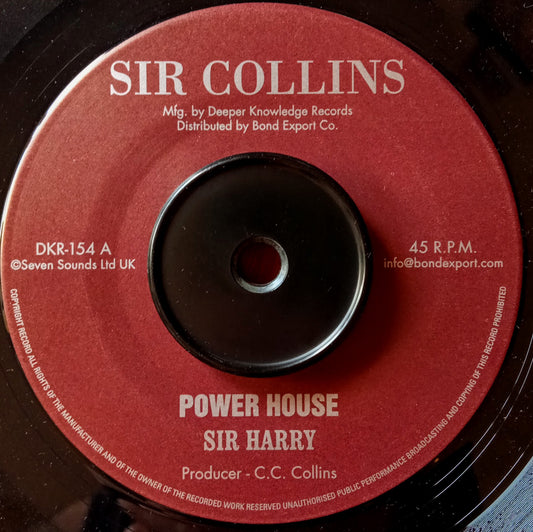 SIR COLLINS
Mfg. by Deeper Knowledge Records
Distributed by Bond Export Co.
DKR-154 A
©Seven Sounds Ltd UK
45 R.P.M.
info@bondexport.com
POWER HOUSE
SIR HARRY
Producer - C.C. Collins
COPYRIGHT RECORD ALL RIGHTS OF THE MANUFACTURER AND OF THE OWNER OF THE RECORDED WORK RESERVED UNAUTHORISED PUBLIC PERFORMANCE BROADCASTING AND COPYING OF THIS RECORD PROHIBITED